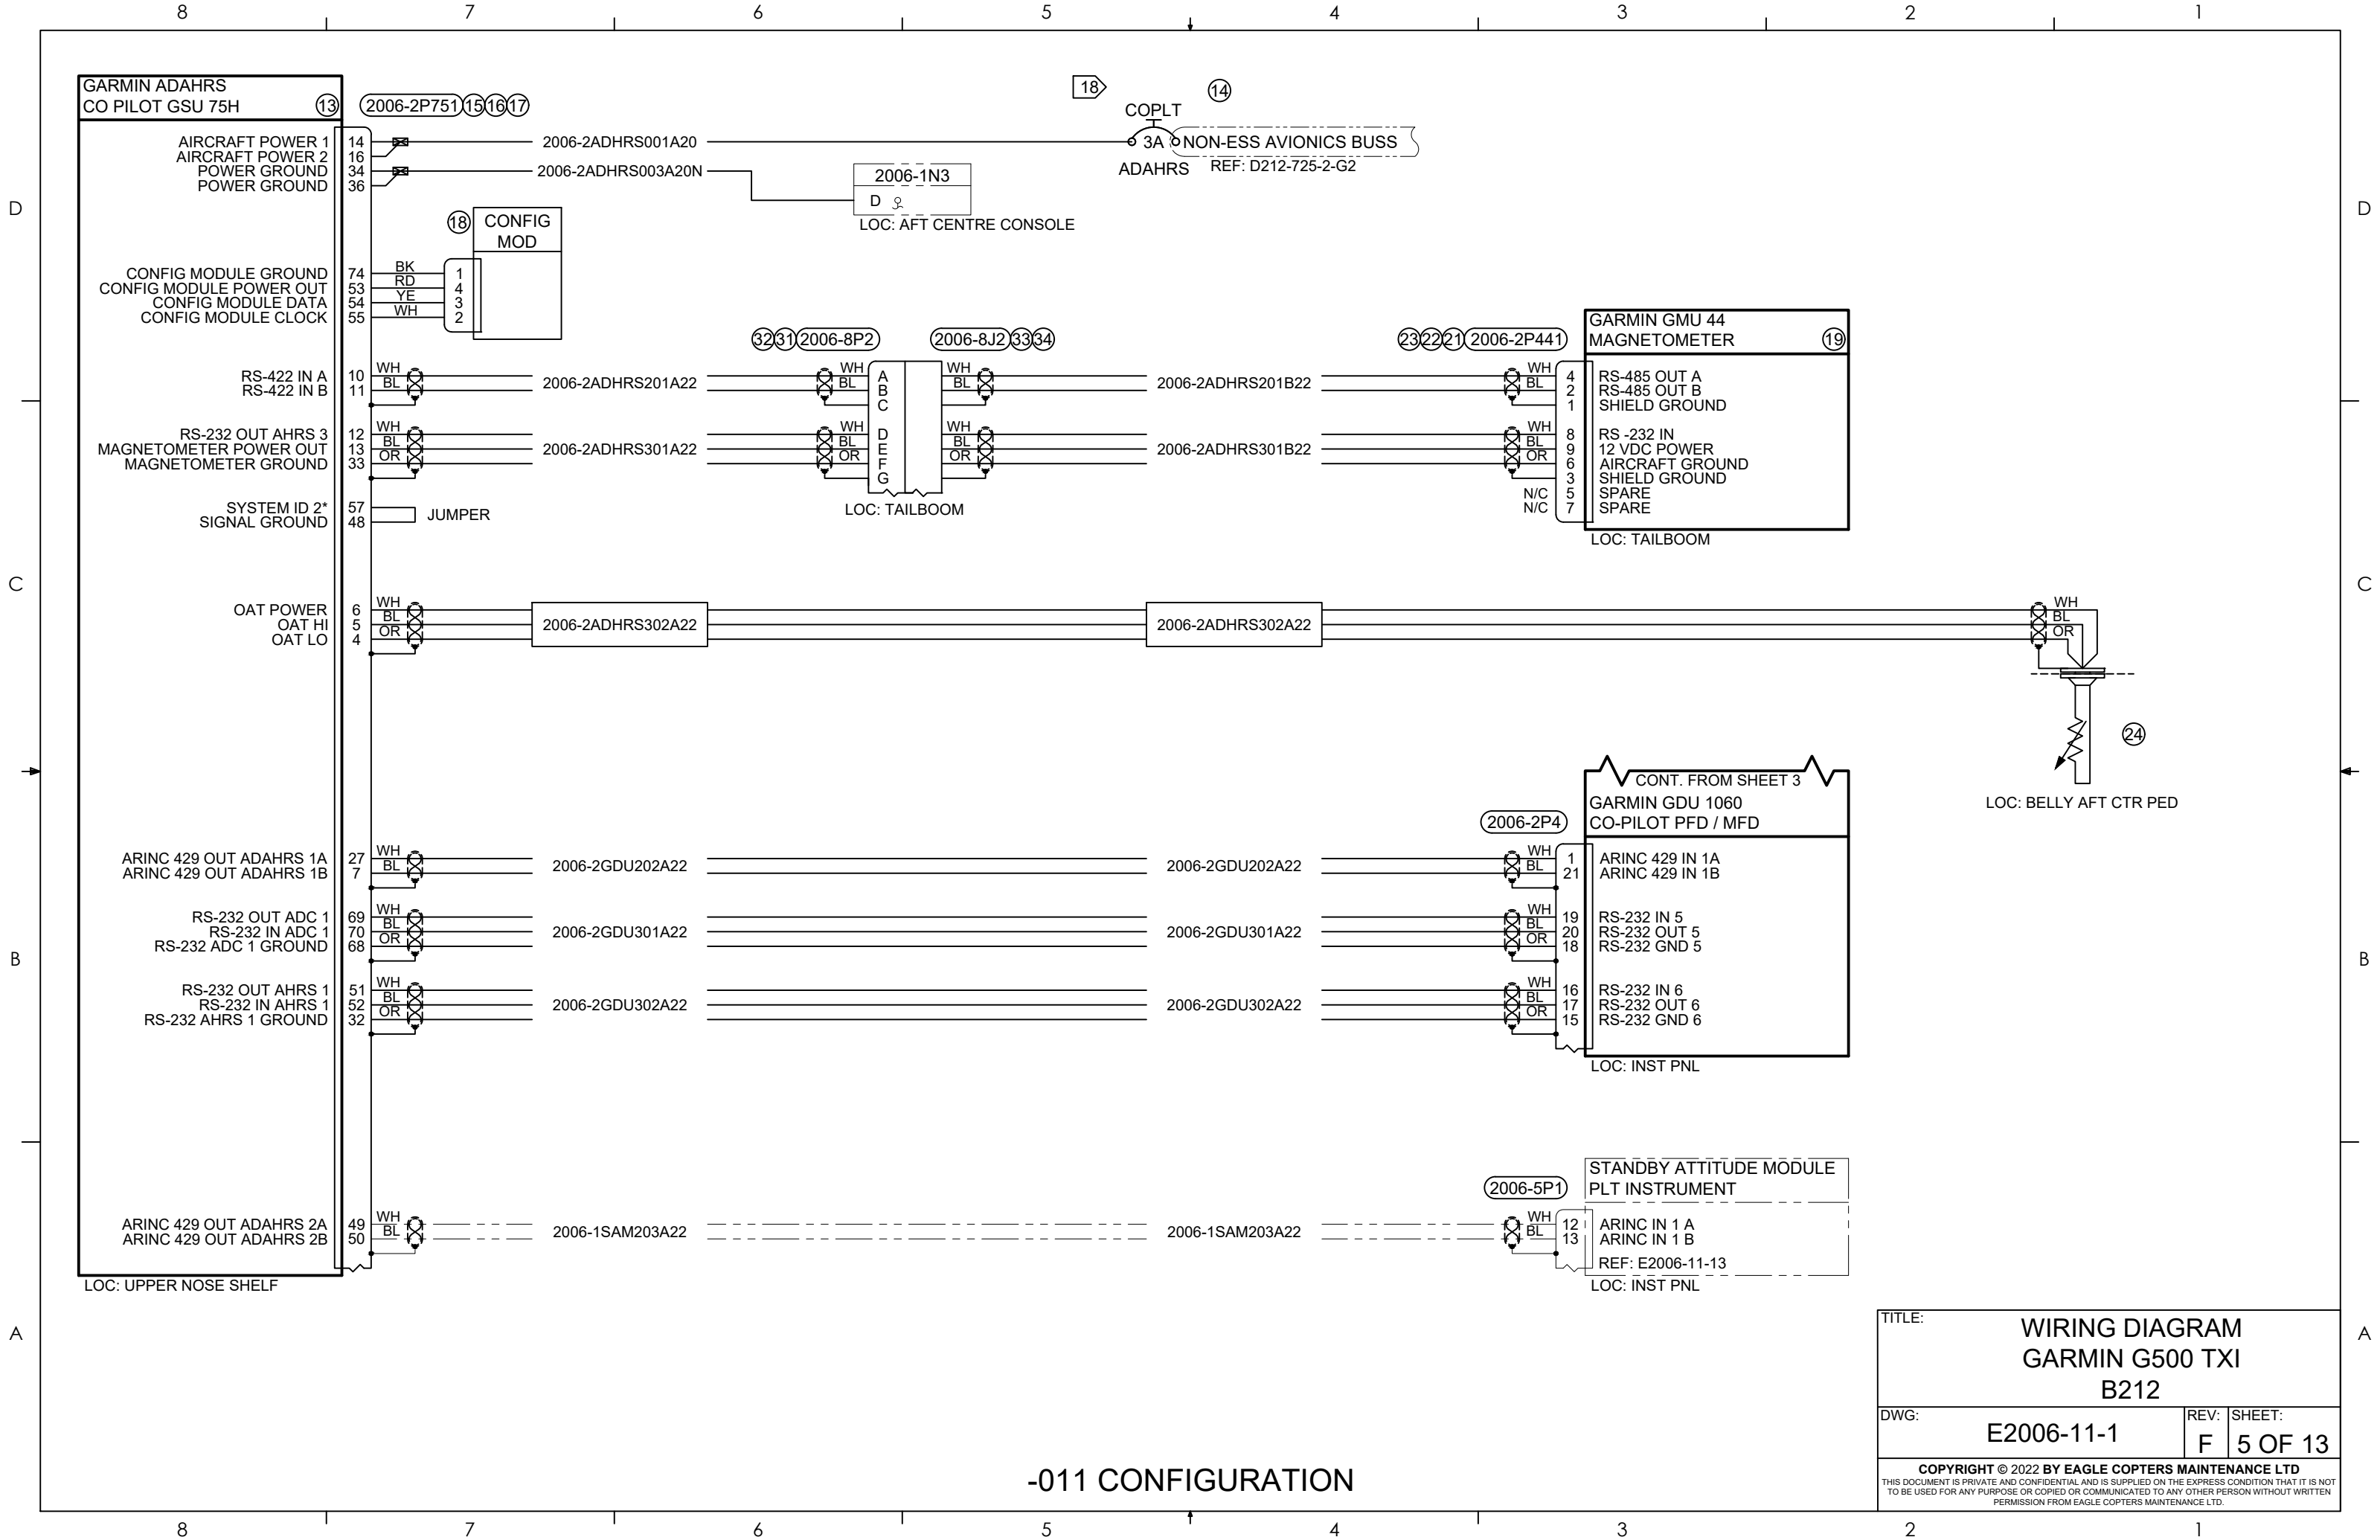 8 7 6 5 4 3 2 1
GARMIN ADAHRS
CO PILOT GSU 75H
13
2006-2P751 15 16 17
AIRCRAFT POWER 1 14
AIRCRAFT POWER 2 16
POWER GROUND 34
POWER GROUND 36
2006-2ADHRS001A20
2006-2ADHRS003A20N
2006-1N3
D
LOC: AFT CENTRE CONSOLE
18
14
COPLT
3A
ADAHRS
NON-ESS AVIONICS BUSS
REF: D212-725-2-G2
D D
18
CONFIG
MOD
CONFIG MODULE GROUND 74 BK 1
CONFIG MODULE POWER OUT 53 RD 4
CONFIG MODULE DATA 54 YE 3
CONFIG MODULE CLOCK 55 WH 2
32 31 2006-8P2
2006-8J2 33 34
23 22 21 2006-2P441
GARMIN GMU 44
MAGNETOMETER
19
RS-422 IN A 10 WH WH A WH WH 4 RS-485 OUT A
2006-2ADHRS201A22 2006-2ADHRS201B22
RS-422 IN B 11 BL BL B BL BL 2 RS-485 OUT B
C 1 SHIELD GROUND
RS-232 OUT AHRS 3 12 WH WH D WH WH 8 RS -232 IN
MAGNETOMETER POWER OUT 13 BL 2006-2ADHRS301A22 BL E BL 2006-2ADHRS301B22 BL 9 12 VDC POWER
MAGNETOMETER GROUND 33 OR OR F OR OR 6 AIRCRAFT GROUND
G 3 SHIELD GROUND
N/C 5 SPARE
N/C 7 SPARE
LOC: TAILBOOM
LOC: TAILBOOM
SYSTEM ID 2* 57
SIGNAL GROUND 48
JUMPER
C C
OAT POWER 6 WH WH
OAT HI 5 BL 2006-2ADHRS302A22 2006-2ADHRS302A22 BL
OAT LO 4 OR OR
24
LOC: BELLY AFT CTR PED
CONT. FROM SHEET 3
GARMIN GDU 1060
CO-PILOT PFD / MFD
2006-2P4
ARINC 429 OUT ADAHRS 1A 27 WH WH 1 ARINC 429 IN 1A
2006-2GDU202A22 2006-2GDU202A22
ARINC 429 OUT ADAHRS 1B 7 BL BL 21 ARINC 429 IN 1B
RS-232 OUT ADC 1 69 WH WH 19 RS-232 IN 5
RS-232 IN ADC 1 70 BL 2006-2GDU301A22 2006-2GDU301A22 BL 20 RS-232 OUT 5
RS-232 ADC 1 GROUND 68 OR OR 18 RS-232 GND 5
B B
RS-232 OUT AHRS 1 51 WH WH 16 RS-232 IN 6
RS-232 IN AHRS 1 52 BL 2006-2GDU302A22 2006-2GDU302A22 BL 17 RS-232 OUT 6
RS-232 AHRS 1 GROUND 32 OR OR 15 RS-232 GND 6
LOC: INST PNL
STANDBY ATTITUDE MODULE
PLT INSTRUMENT
2006-5P1
ARINC 429 OUT ADAHRS 2A 49 WH WH 12 ARINC IN 1 A
2006-1SAM203A22 2006-1SAM203A22
ARINC 429 OUT ADAHRS 2B 50 BL BL 13 ARINC IN 1 B
REF: E2006-11-13
LOC: INST PNL
LOC: UPPER NOSE SHELF
A A
TITLE:
WIRING DIAGRAM
GARMIN G500 TXI
B212
DWG: REV: SHEET:
E2006-11-1 F 5 OF 13
COPYRIGHT © 2022 BY EAGLE COPTERS MAINTENANCE LTD
THIS DOCUMENT IS PRIVATE AND CONFIDENTIAL AND IS SUPPLIED ON THE EXPRESS CONDITION THAT IT IS NOT
TO BE USED FOR ANY PURPOSE OR COPIED OR COMMUNICATED TO ANY OTHER PERSON WITHOUT WRITTEN
PERMISSION FROM EAGLE COPTERS MAINTENANCE LTD.
-011 CONFIGURATION
8 7 6 5 4 3 2 1